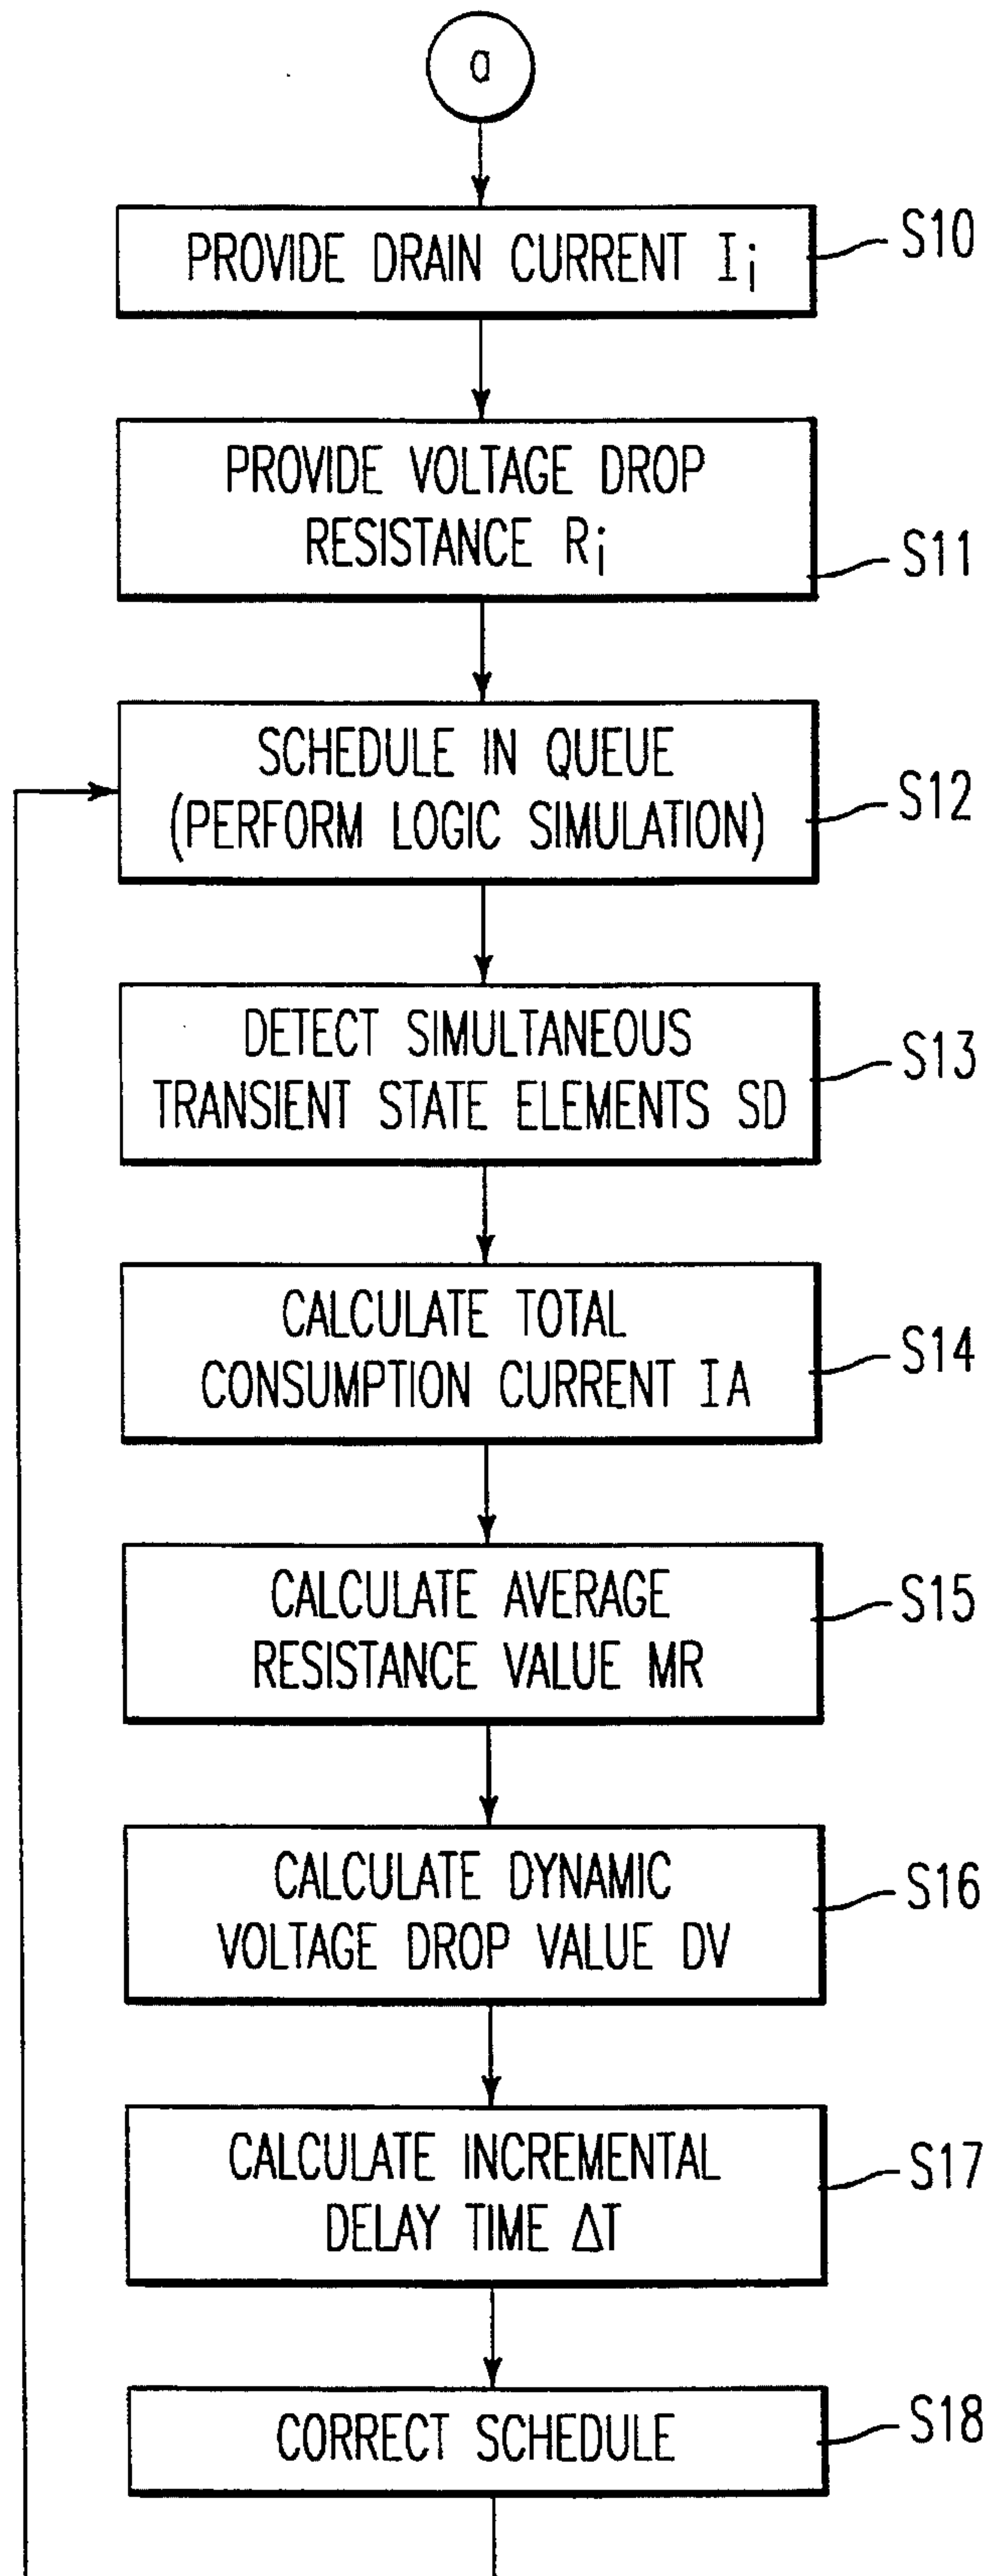 a
PROVIDE DRAIN CURRENT Ii
S10
PROVIDE VOLTAGE DROP
RESISTANCE Ri
S11
SCHEDULE IN QUEUE
(PERFORM LOGIC SIMULATION)
S12
DETECT SIMULTANEOUS
TRANSIENT STATE ELEMENTS SD
S13
CALCULATE TOTAL
CONSUMPTION CURRENT IA
S14
CALCULATE AVERAGE
RESISTANCE VALUE MR
S15
CALCULATE DYNAMIC
VOLTAGE DROP VALUE DV
S16
CALCULATE INCREMENTAL
DELAY TIME ΔT
S17
CORRECT SCHEDULE
S18